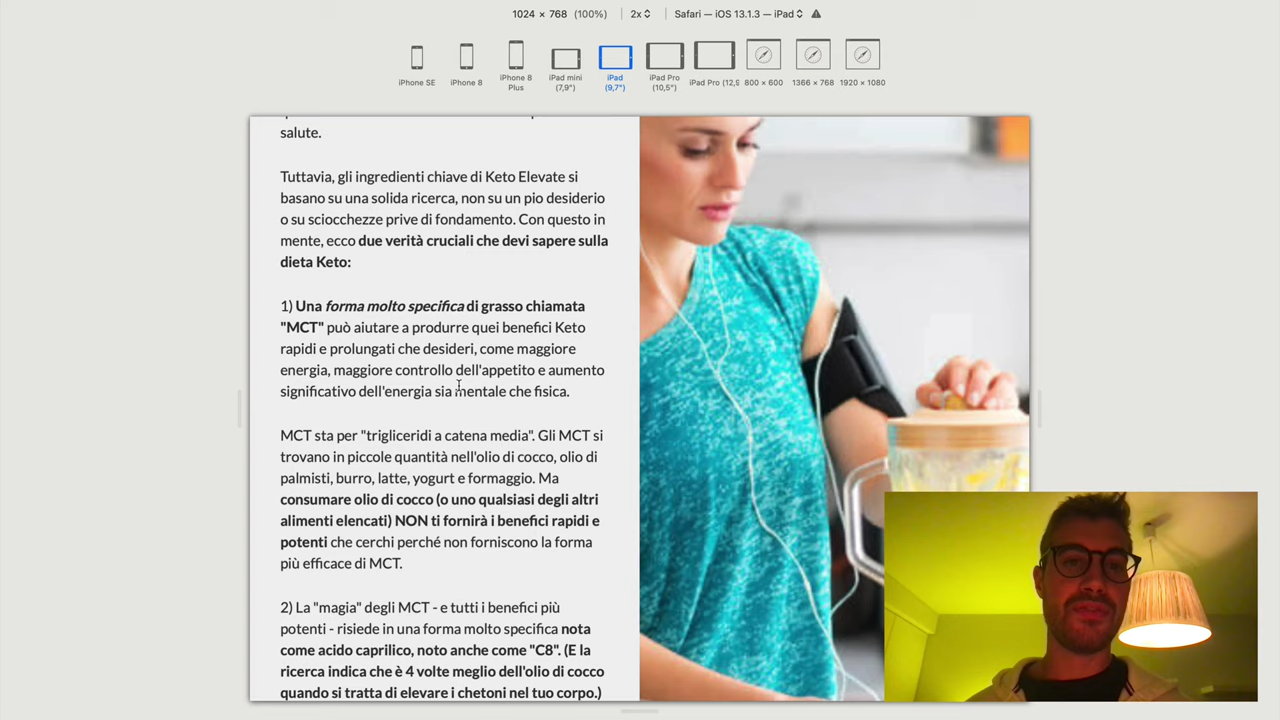 1024 × 768 (100%) 2x Safari — iOS 13.1.3 — iPad
iPhone SE
iPhone 8
iPhone 8
Plus
iPad mini
(7,9")
iPad
(9,7")
iPad Pro
(10,5")
iPad Pro (12,9
800 × 600
1366 × 768
1920 × 1080
salute.
Tuttavia, gli ingredienti chiave di Keto Elevate si
basano su una solida ricerca, non su un pio desiderio
o su sciocchezze prive di fondamento. Con questo in
mente, ecco due verità cruciali che devi sapere sulla
dieta Keto:
1) Una forma molto specifica di grasso chiamata
"MCT" può aiutare a produrre quei benefici Keto
rapidi e prolungati che desideri, come maggiore
energia, maggiore controllo dell'appetito e aumento
significativo dell'energia sia mentale che fisica.
MCT sta per "trigliceridi a catena media". Gli MCT si
trovano in piccole quantità nell'olio di cocco, olio di
palmisti, burro, latte, yogurt e formaggio. Ma
consumare olio di cocco (o uno qualsiasi degli altri
alimenti elencati) NON ti fornirà i benefici rapidi e
potenti che cerchi perché non forniscono la forma
più efficace di MCT.
2) La "magia" degli MCT - e tutti i benefici più
potenti - risiede in una forma molto specifica nota
come acido caprilico, noto anche come "C8". (E la
ricerca indica che è 4 volte meglio dell'olio di cocco
quando si tratta di elevare i chetoni nel tuo corpo.)